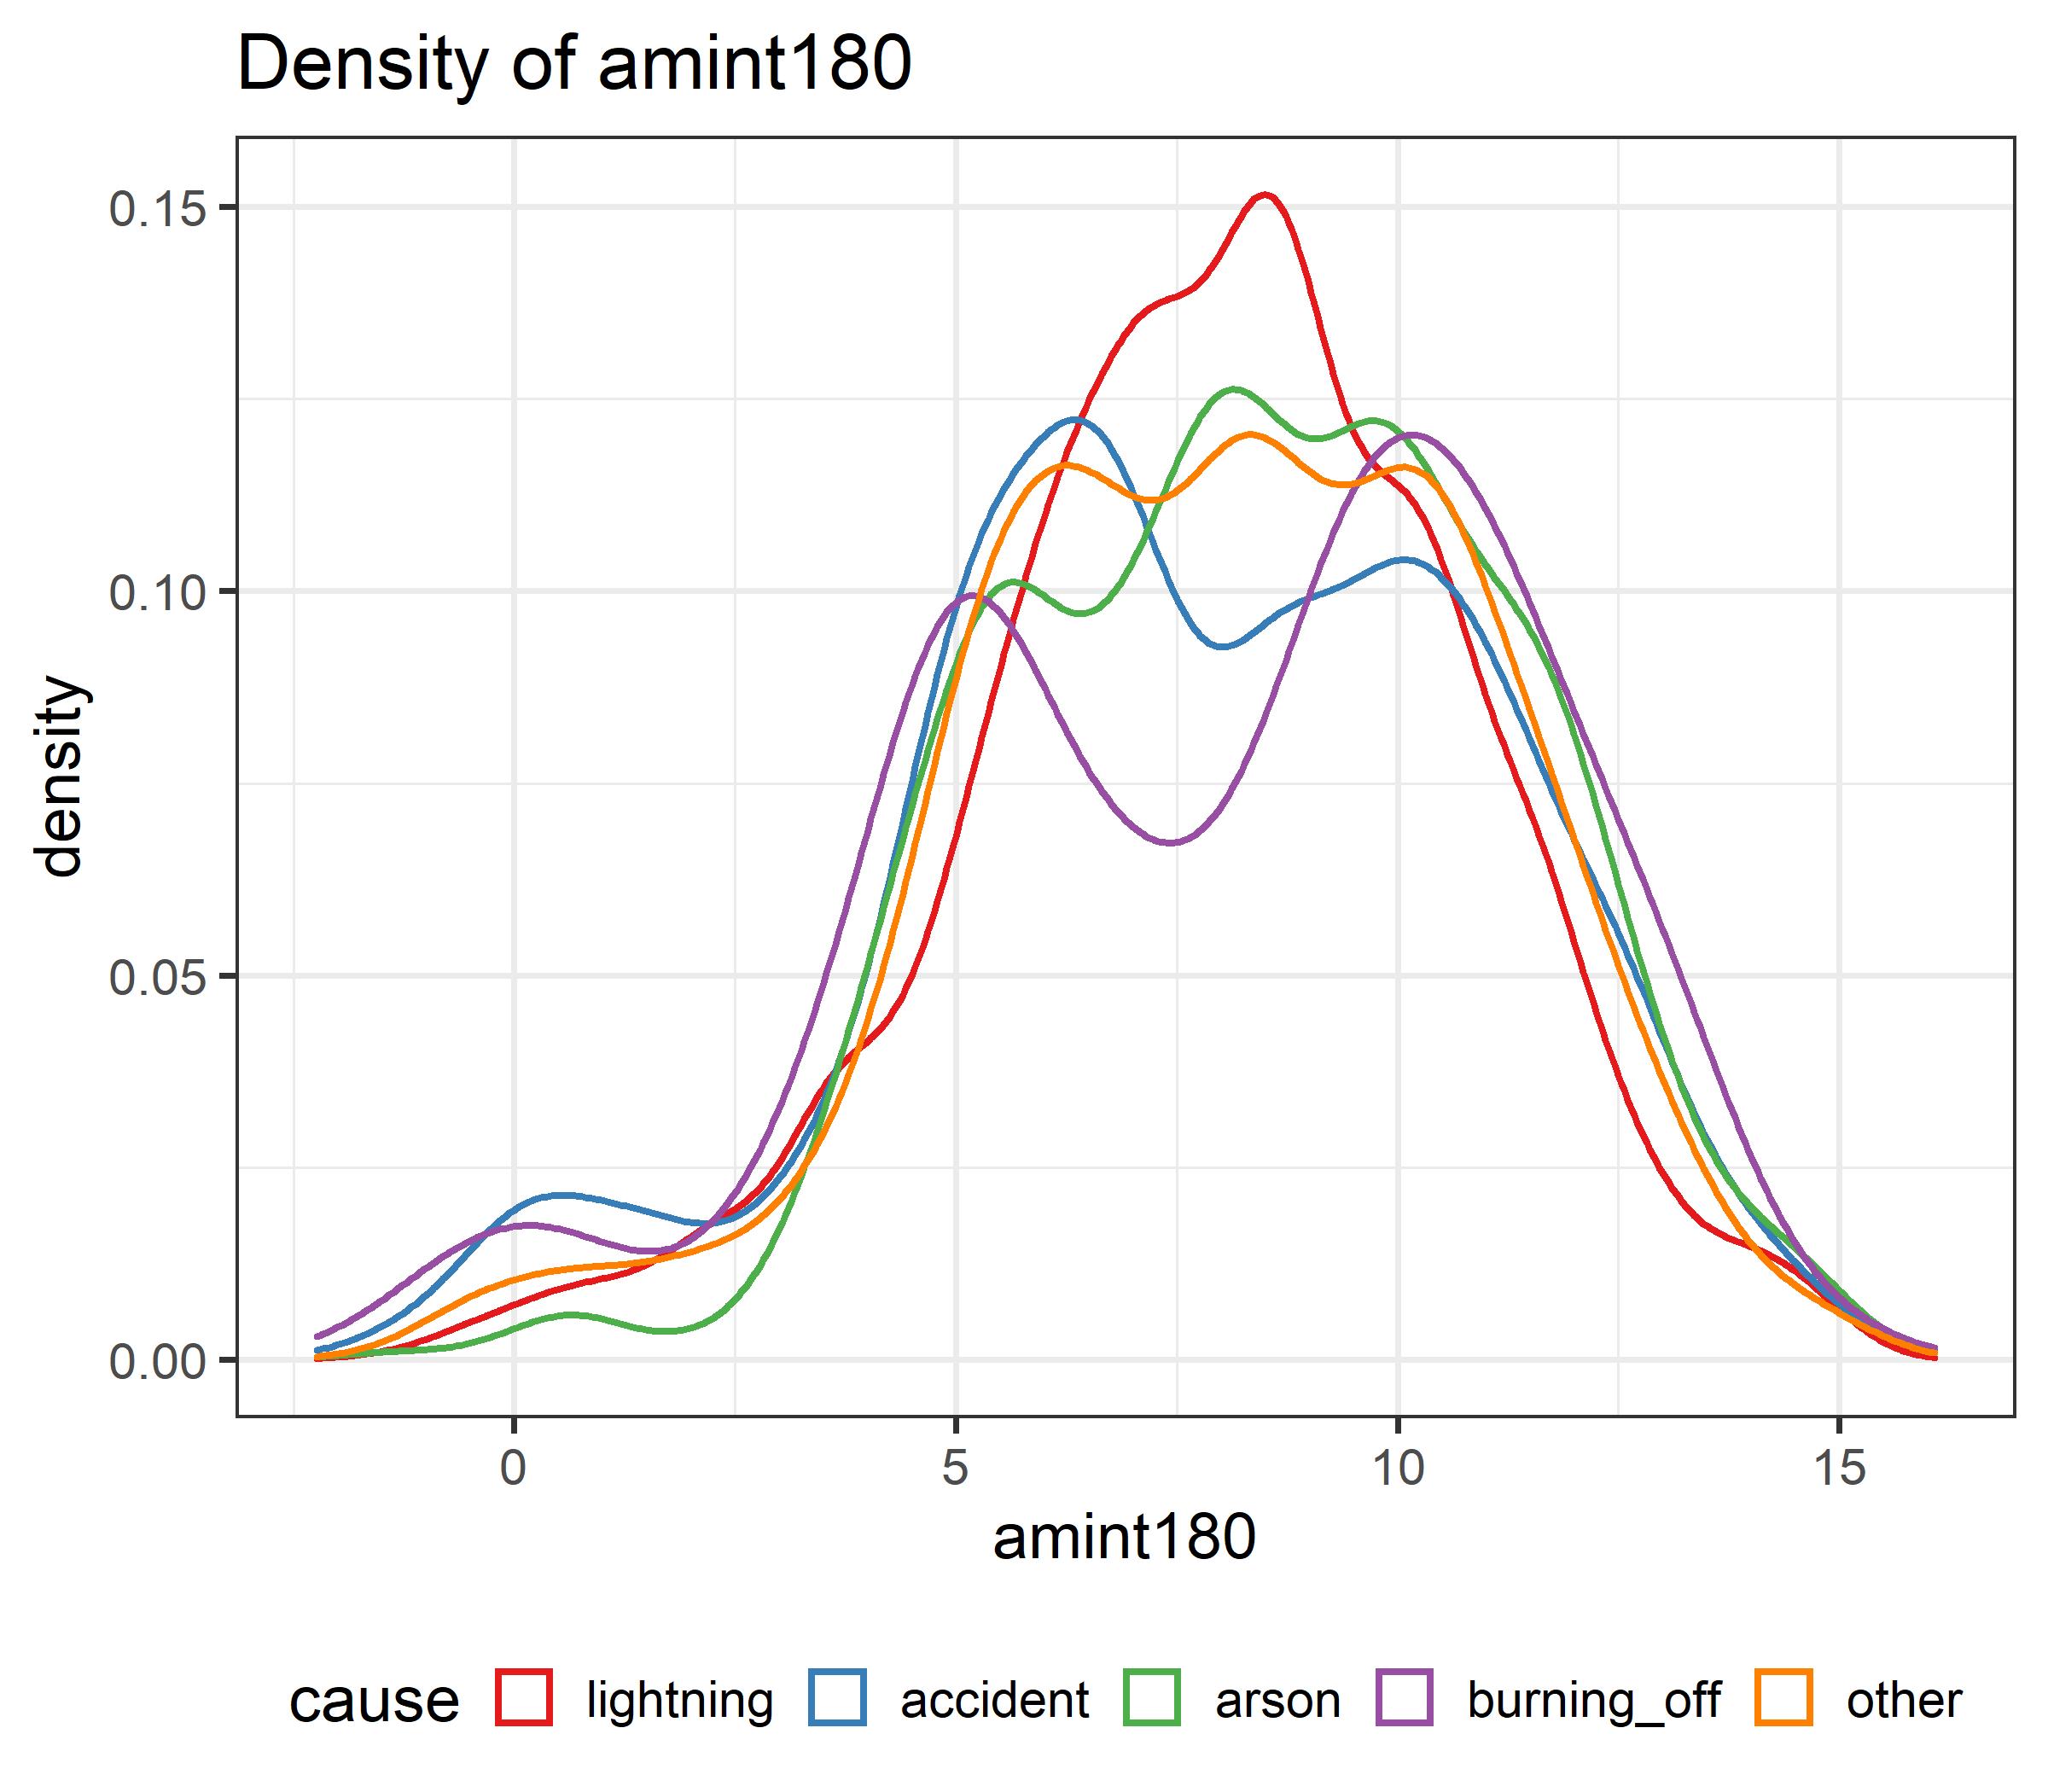 Density of amint180
0.15
0.10
0.05
0.00
density
0 5 10 15
amint180
cause lightning accident arson burning_off other